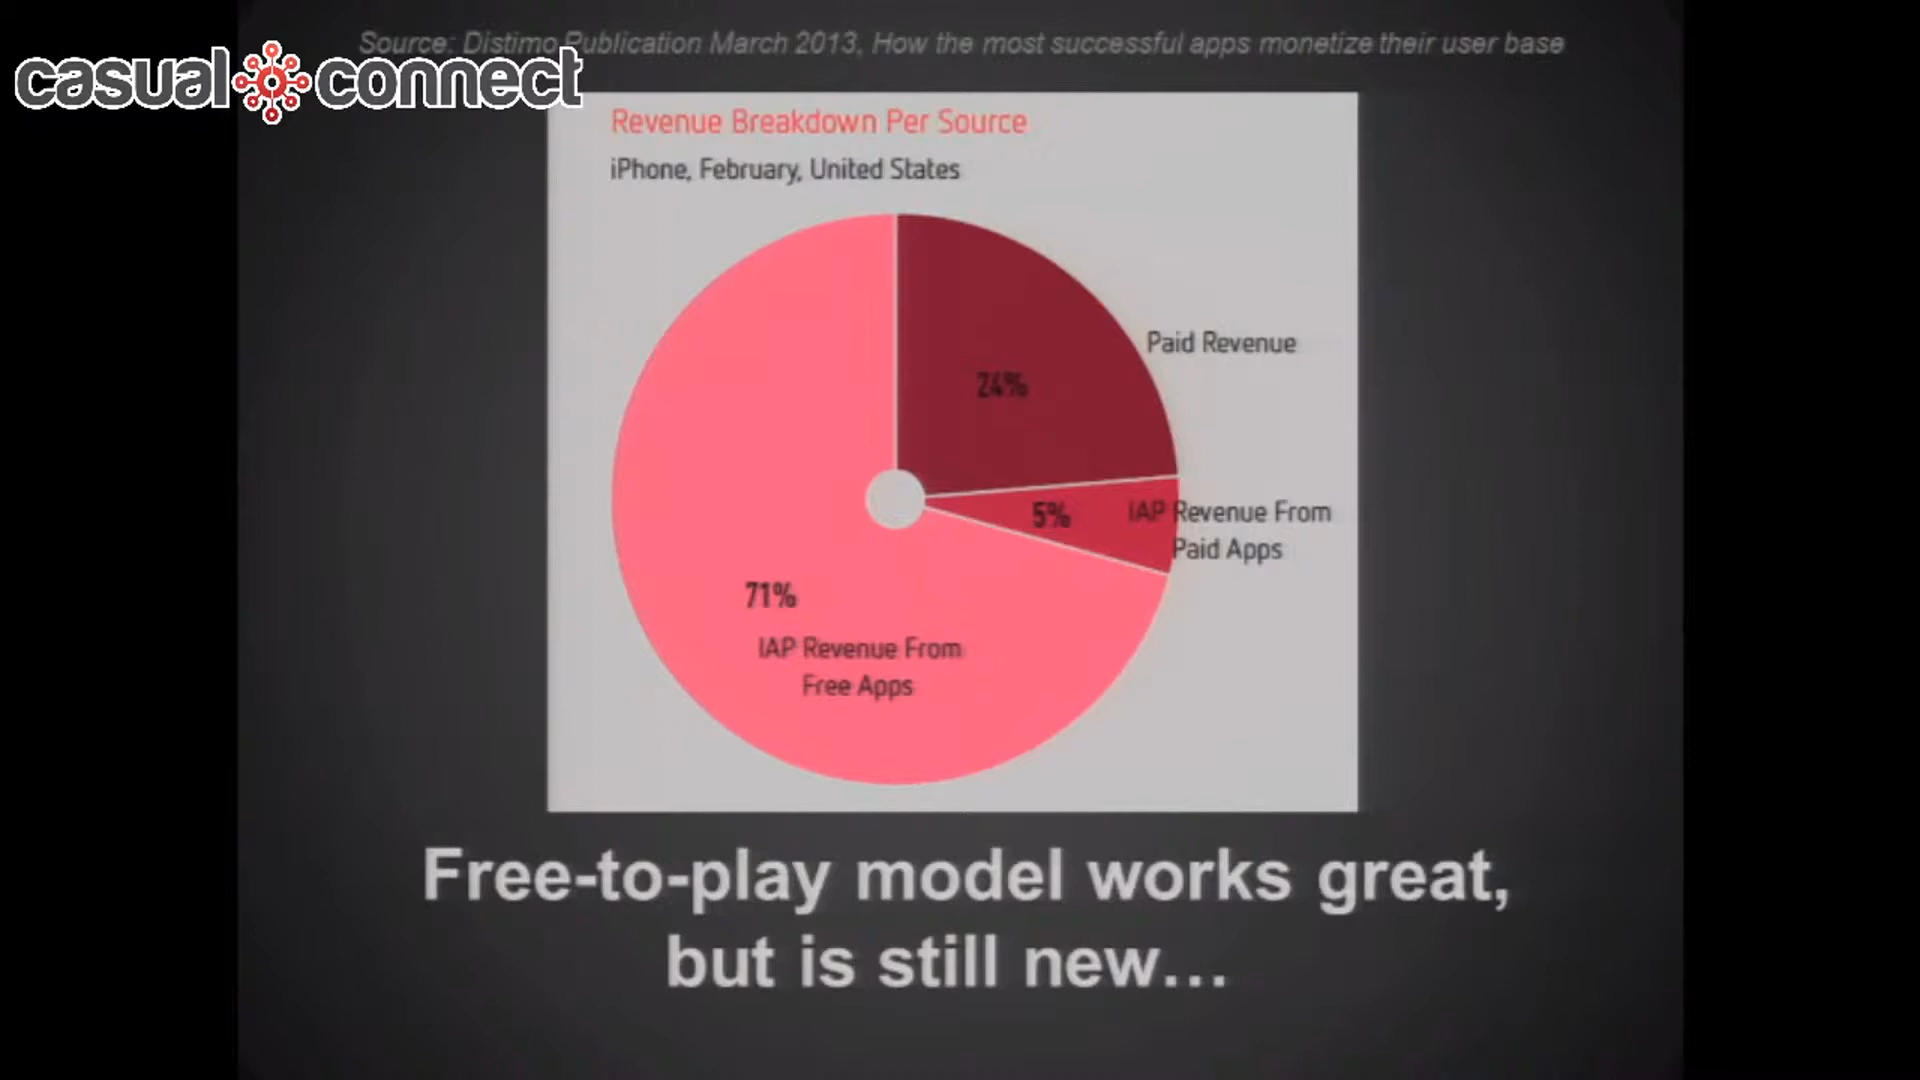 Source: Distimo Publication March 2013, How the most successful apps monetize their user base
casual connect
Revenue Breakdown Per Source
iPhone, February, United States
Paid Revenue
24%
5%
IAP Revenue From
Paid Apps
71%
IAP Revenue From
Free Apps
Free-to-play model works great,
but is still new...